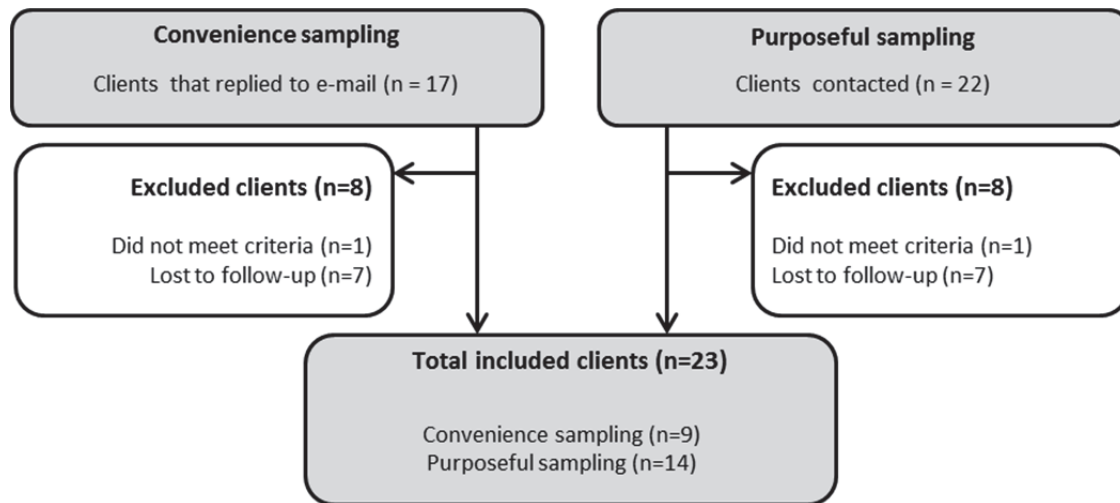 Convenience sampling
Clients that replied to e-mail (n = 17)
Purposeful sampling
Clients contacted (n = 22)
Excluded clients (n=8)
Did not meet criteria (n=1)
Lost to follow-up (n=7)
Excluded clients (n=8)
Did not meet criteria (n=1)
Lost to follow-up (n=7)
Total included clients (n=23)
Convenience sampling (n=9)
Purposeful sampling (n=14)